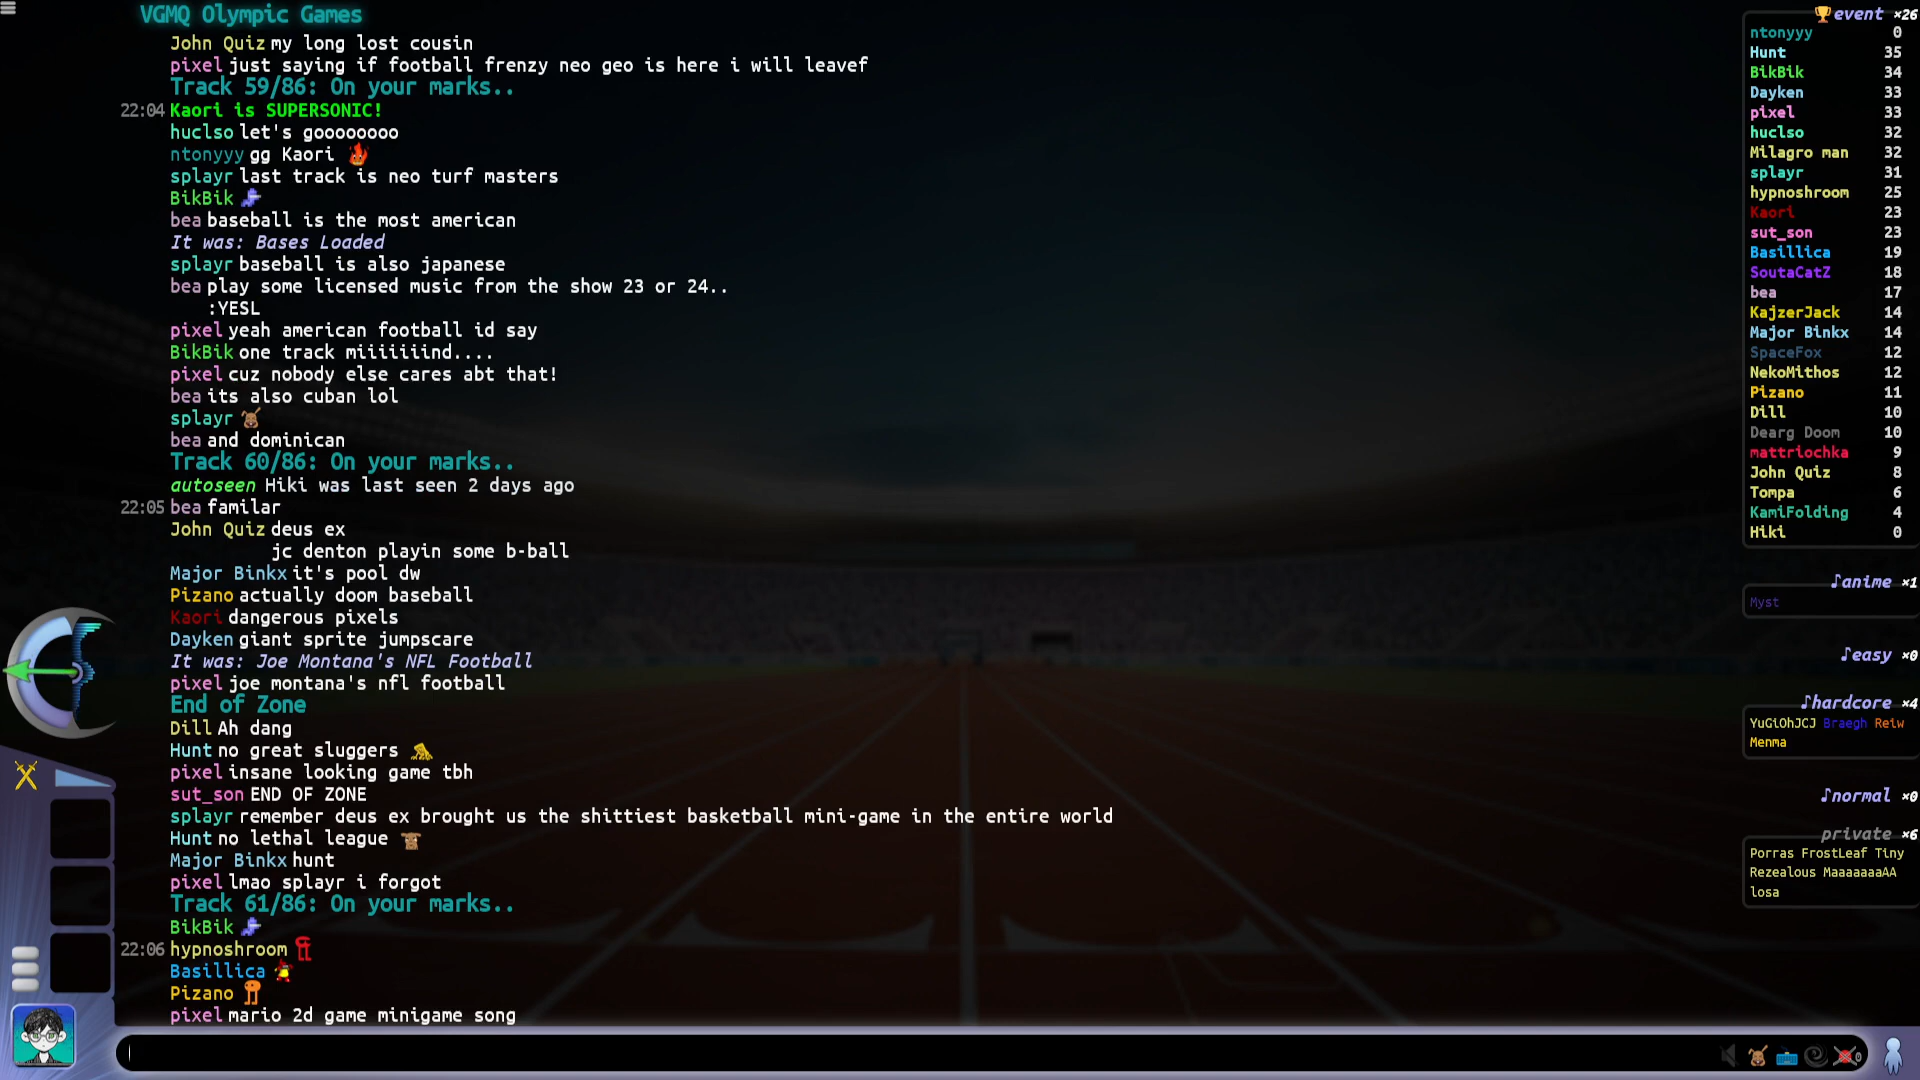 VGMQ Olympic Games
John Quiz my long lost cousin
pixel just saying if football frenzy neo geo is here i will leavef
Track 59/86: On your marks..
22:04 Kaori is SUPERSONIC!
huclso let's goooooooo
ntonyyy gg Kaori
splayr last track is neo turf masters
BikBik
bea baseball is the most american
It was: Bases Loaded
splayr baseball is also japanese
bea play some licensed music from the show 23 or 24..
:YESL
pixel yeah american football id say
BikBik one track miiiiiiind....
pixel cuz nobody else cares abt that!
bea its also cuban lol
splayr
bea and dominican
Track 60/86: On your marks..
autoseen Hiki was last seen 2 days ago
22:05 bea familar
John Quiz deus ex
jc denton playin some b-ball
Major Binkx it's pool dw
Pizano actually doom baseball
Kaori dangerous pixels
Dayken giant sprite jumpscare
It was: Joe Montana's NFL Football
pixel joe montana's nfl football
End of Zone
Dill Ah dang
Hunt no great sluggers
pixel insane looking game tbh
sut_son END OF ZONE
splayr remember deus ex brought us the shittiest basketball mini-game in the entire world
Hunt no lethal league
Major Binkx hunt
pixel lmao splayr i forgot
Track 61/86: On your marks..
BikBik
22:06 hypnoshroom
Basillica
Pizano
pixel mario 2d game minigame song
event ×26
ntonyyy 0
Hunt 35
BikBik 34
Dayken 33
pixel 33
huclso 32
Milagro man 32
splayr 31
hypnoshroom 25
Kaori 23
sut_son 23
Basillica 19
SoutaCatZ 18
bea 17
KajzerJack 14
Major Binkx 14
SpaceFox 12
NekoMithos 12
Pizano 11
Dill 10
Dearg Doom 10
mattriochka 9
John Quiz 8
Tompa 6
KamiFolding 4
Hiki 0
♪anime ×1
Myst
♪easy ×0
♪hardcore ×4
YuGiOhJCJ Braegh Reiw
Menma
♪normal ×0
private ×6
Porras FrostLeaf Tiny
Rezealous MaaaaaaaAA
losa
0